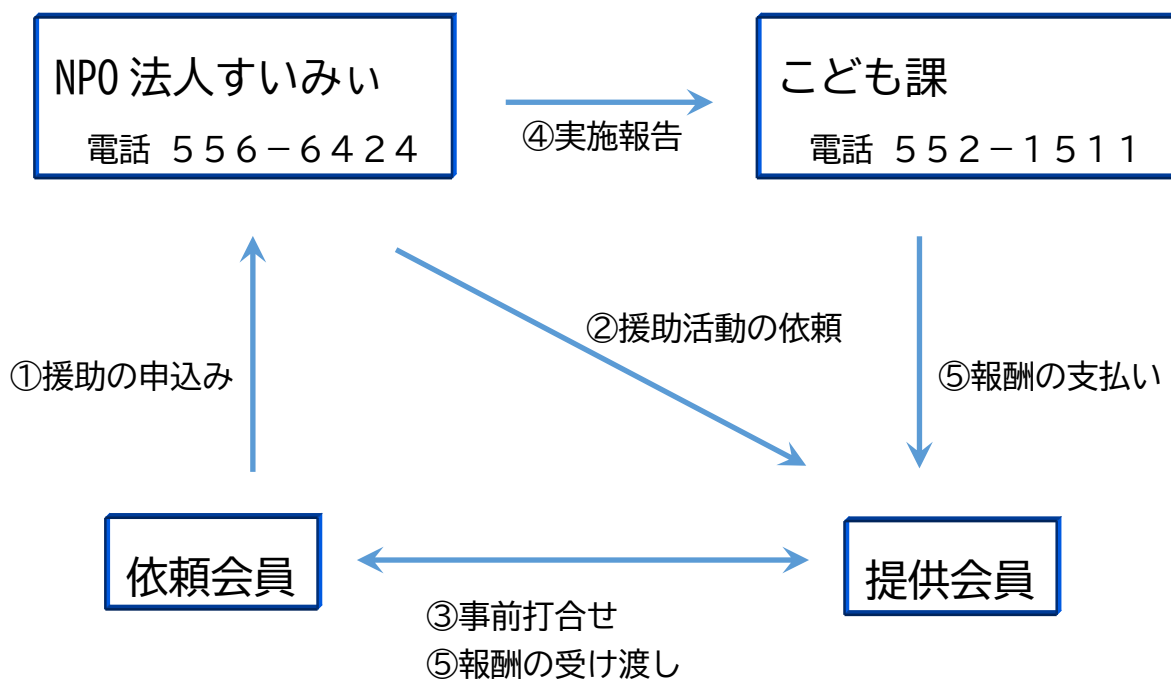 NPO 法人すいみぃ
電話 ５５６－６４２４
④実施報告
こども課
電話 ５５２－１５１１
②援助活動の依頼
①援助の申込み
⑤報酬の支払い
依頼会員
提供会員
③事前打合せ
⑤報酬の受け渡し